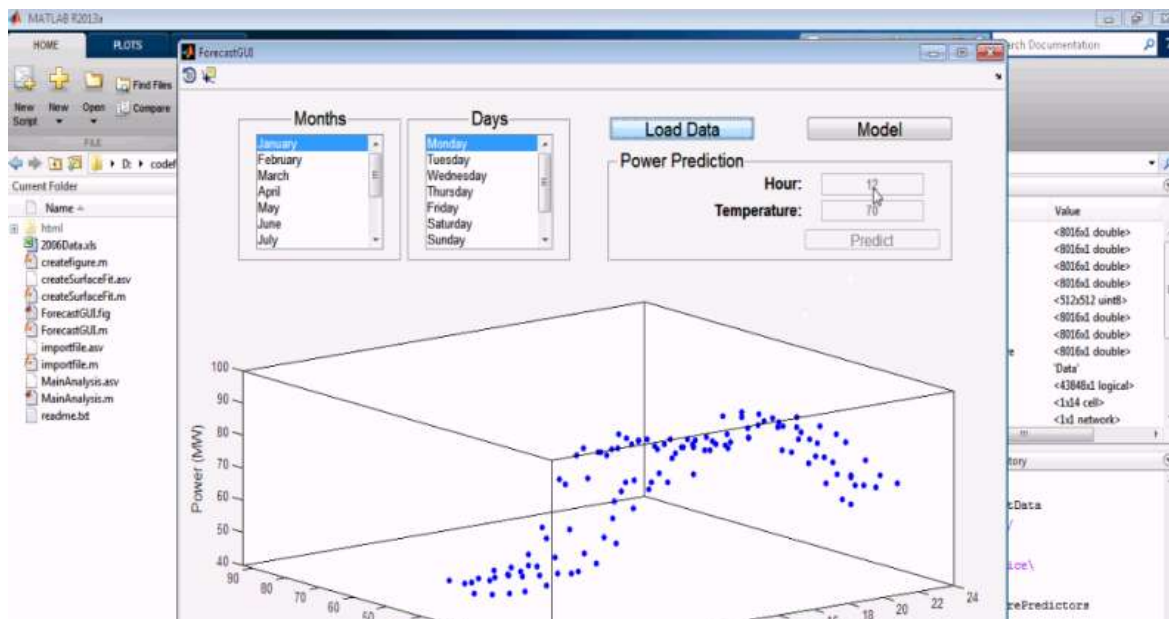 MATLAB R2013a
HOME
PLOTS
New Script
New
Open
Find Files
Compare
FILE
D:
Current Folder
Name
html
2006Data.xls
createfigure.m
createSurfaceFit.asv
createSurfaceFit.m
ForecastGUI.fig
ForecastGUI.m
importfile.asv
importfile.m
MainAnalysis.asv
MainAnalysis.m
readme.txt
ForecastGUI
Months
January
February
March
April
May
June
July
Days
Monday
Tuesday
Wednesday
Thursday
Friday
Saturday
Sunday
Load Data
Model
Power Prediction
Hour:
12
Temperature:
70
Predict
Power (MW)
100
90
80
70
60
50
40
90
80
70
60
50
16
18
20
22
24
Documentation
Value
<8016x1 double>
<8016x1 double>
<8016x1 double>
<8016x1 double>
<512x512 uint8>
<8016x1 double>
<8016x1 double>
<8016x1 double>
'Data'
<43848x1 logical>
<1x14 cell>
<1x1 network>